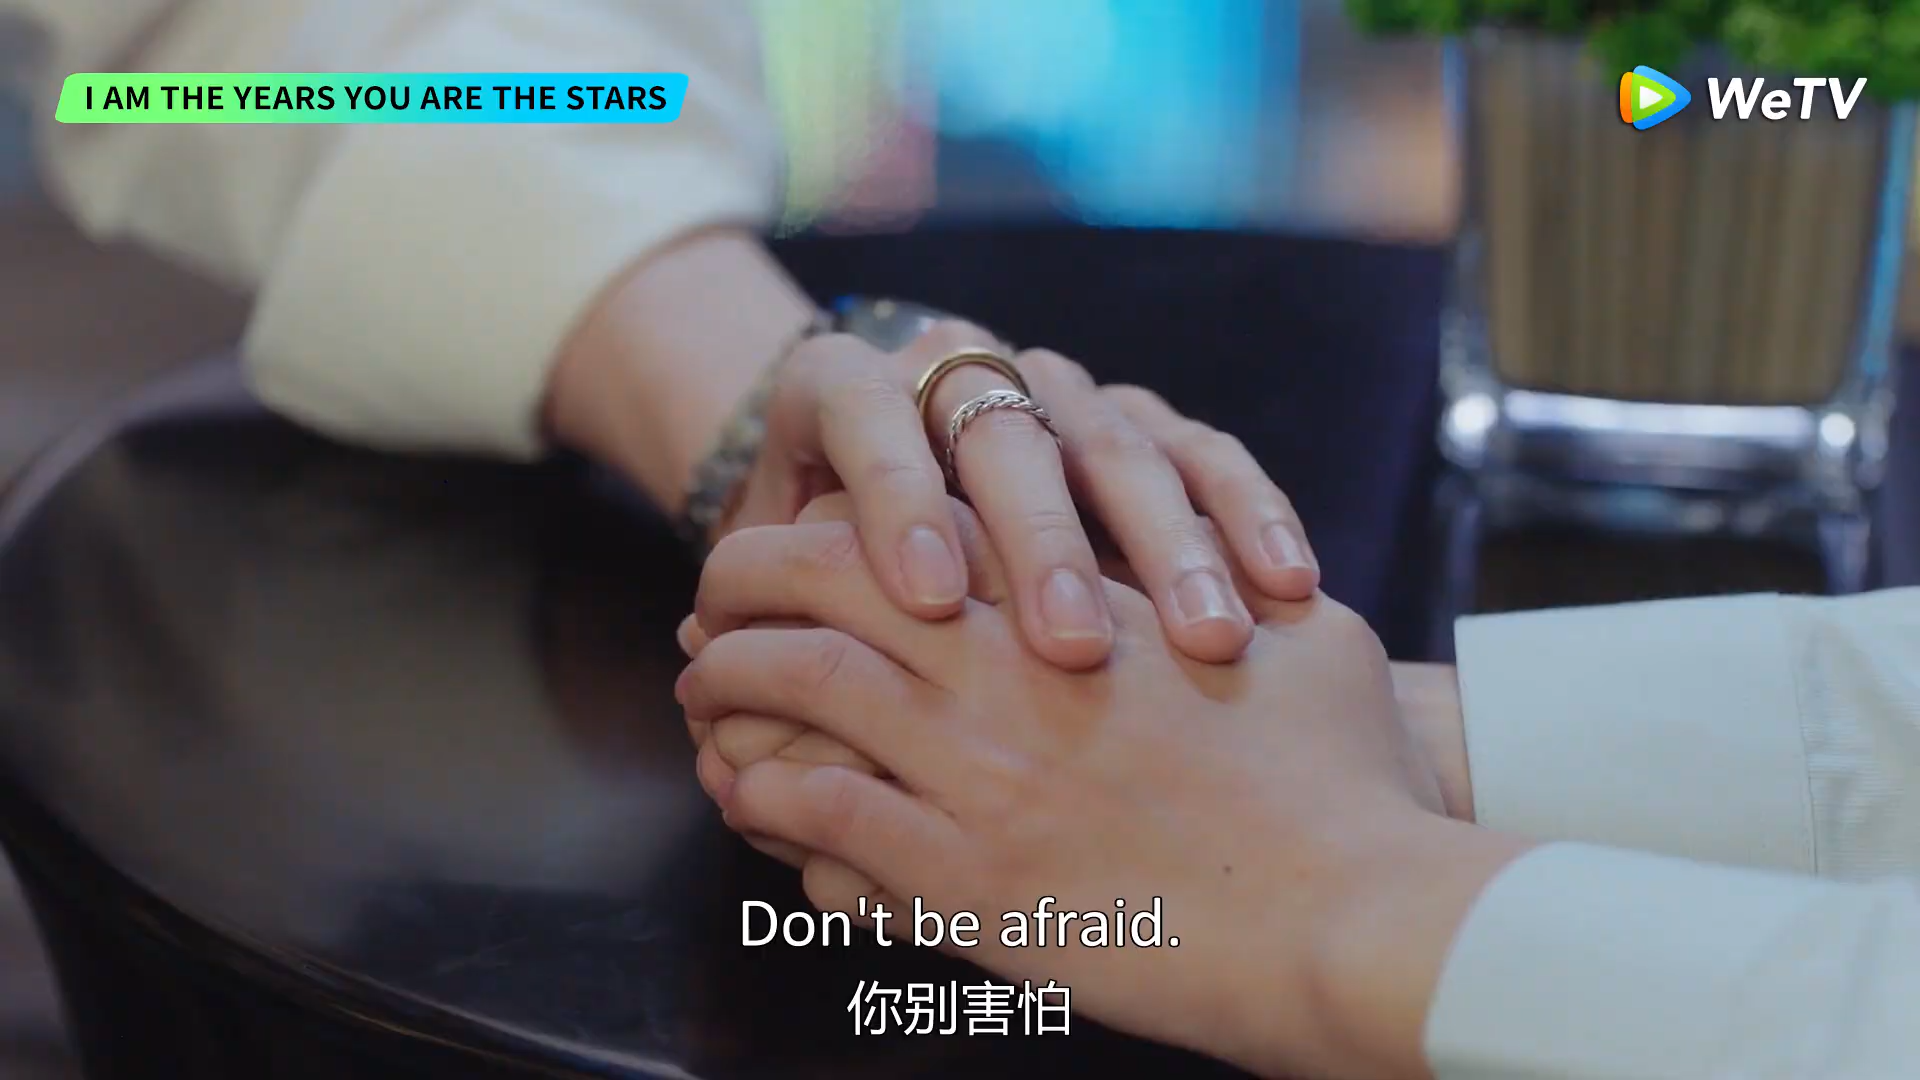 I AM THE YEARS YOU ARE THE STARS
WeTV
Don't be afraid.
你别害怕